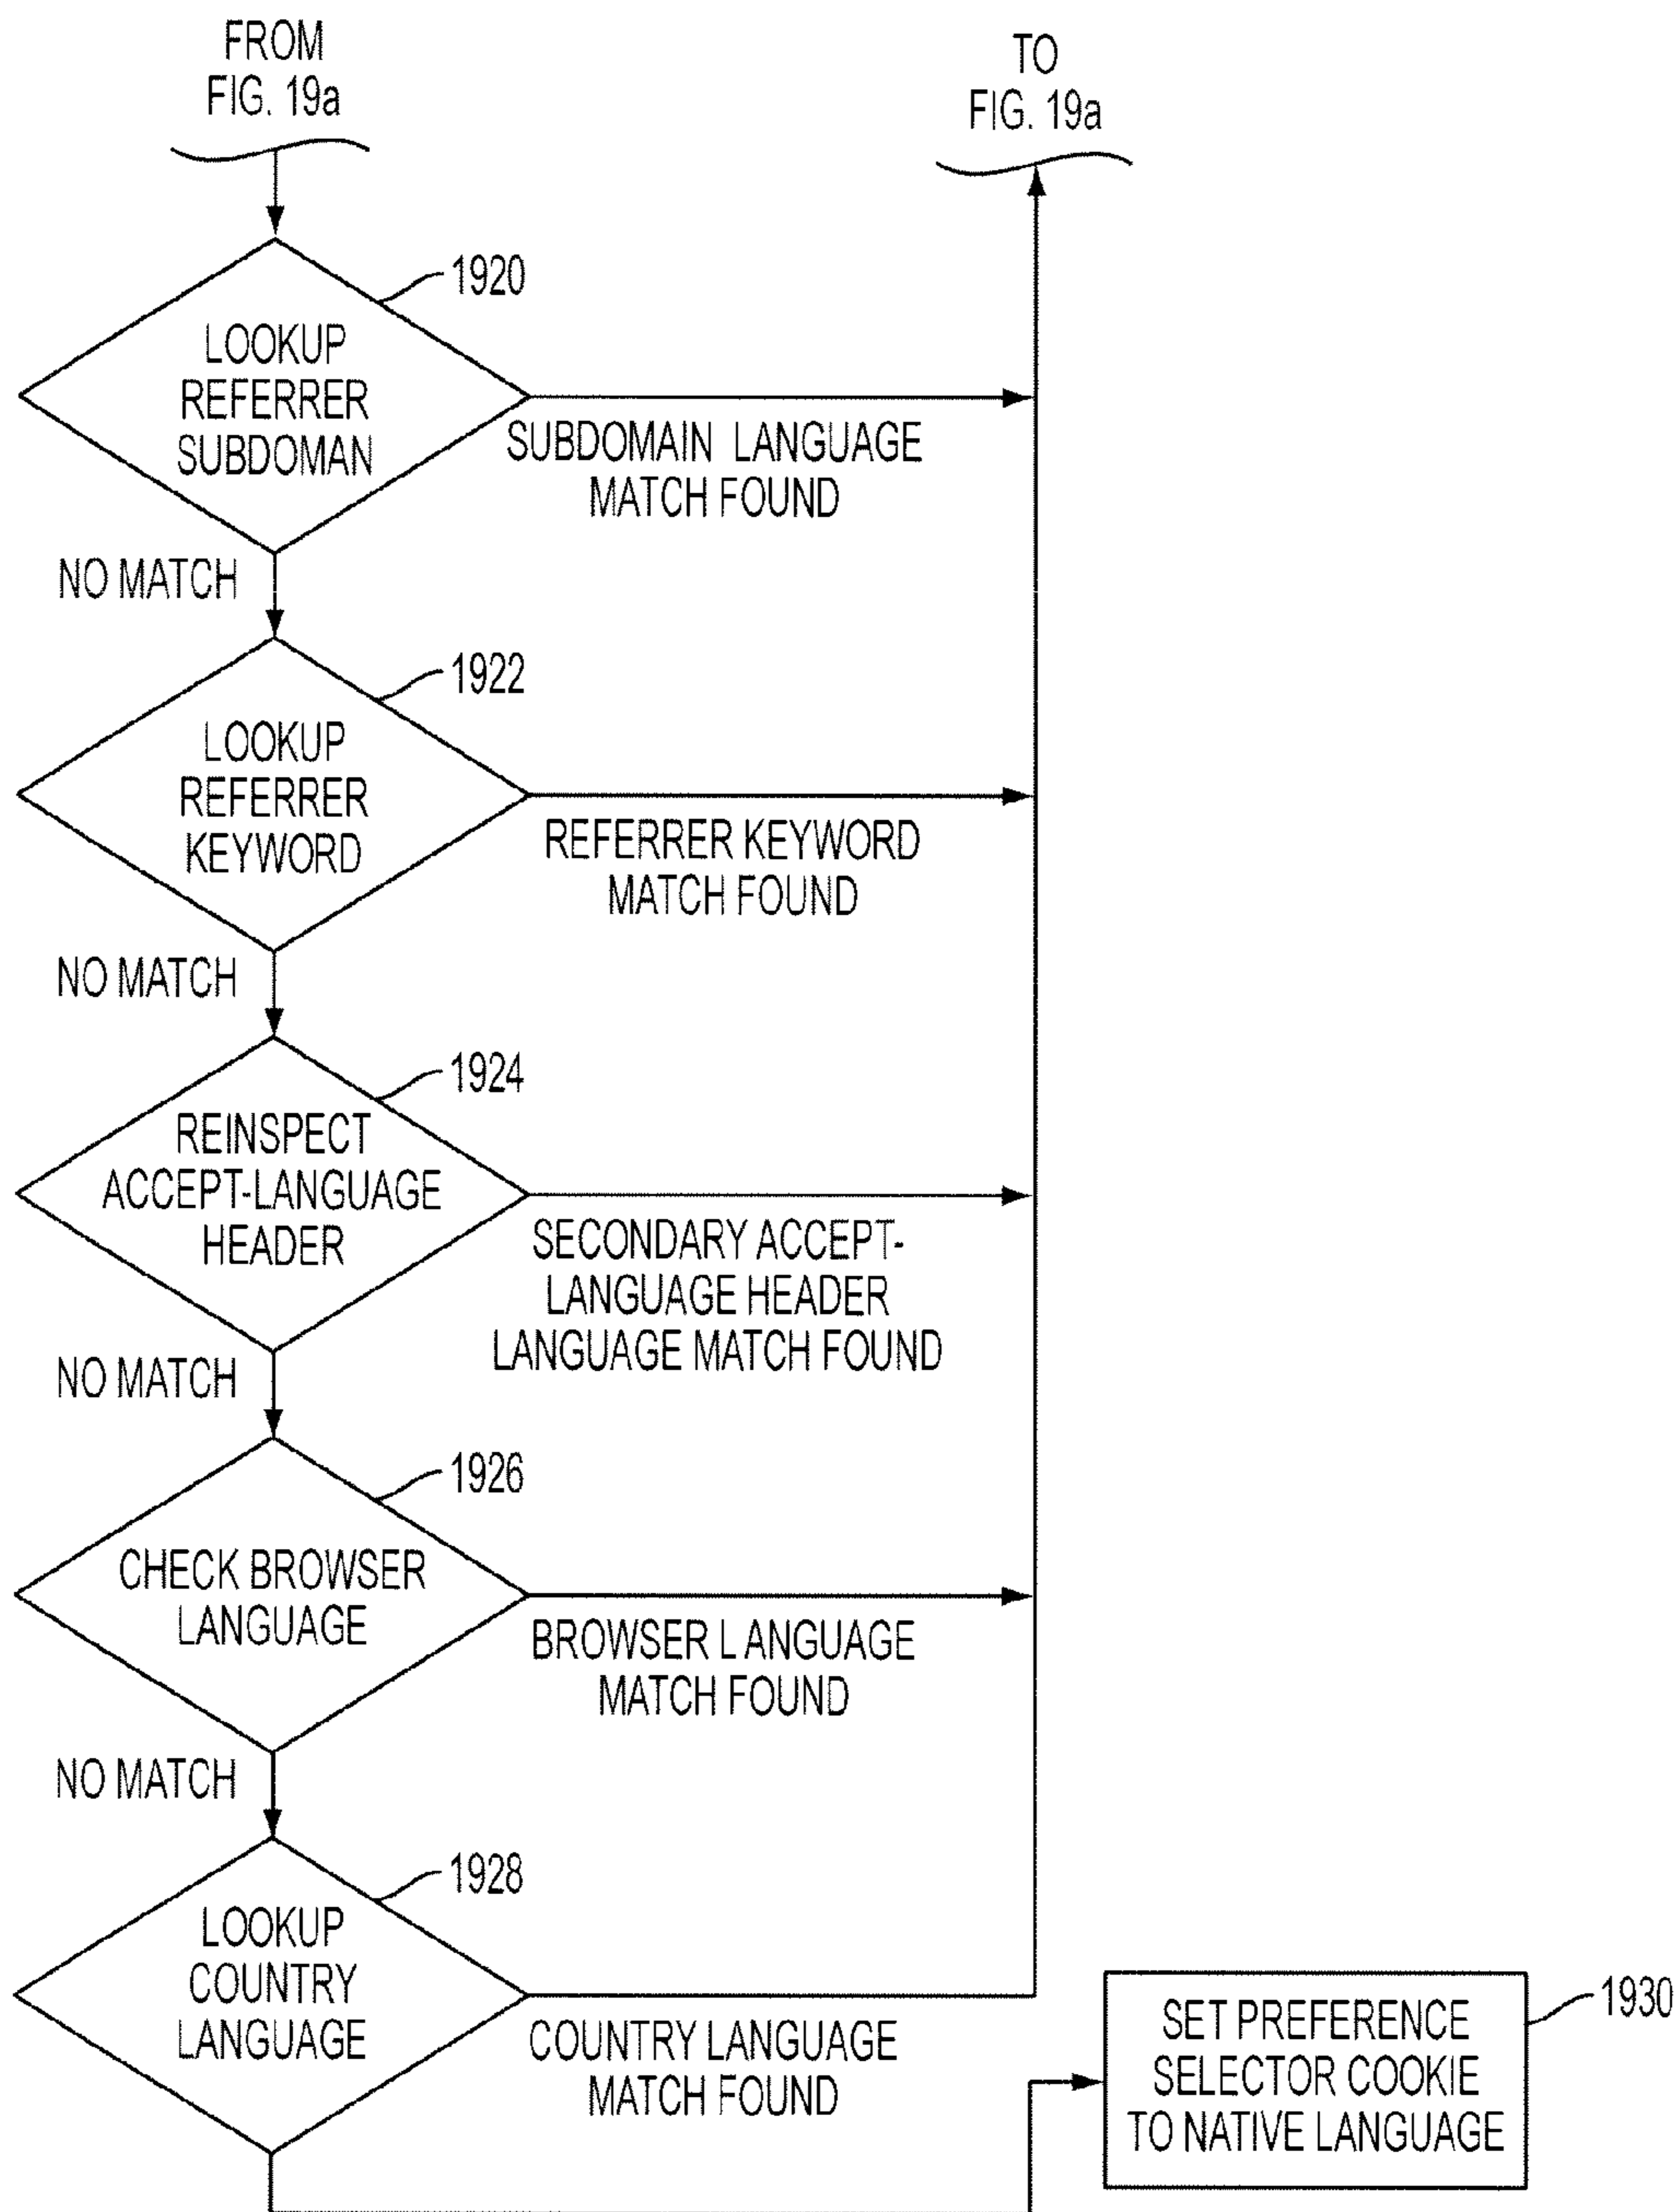 FROM
FIG. 19a
TO
FIG. 19a
1920
LOOKUP
REFERRER
SUBDOMAN
SUBDOMAIN LANGUAGE
MATCH FOUND
NO MATCH
1922
LOOKUP
REFERRER
KEYWORD
REFERRER KEYWORD
MATCH FOUND
NO MATCH
1924
REINSPECT
ACCEPT-LANGUAGE
HEADER
SECONDARY ACCEPT-
LANGUAGE HEADER
LANGUAGE MATCH FOUND
NO MATCH
1926
CHECK BROWSER
LANGUAGE
BROWSER LANGUAGE
MATCH FOUND
NO MATCH
1928
LOOKUP
COUNTRY
LANGUAGE
COUNTRY LANGUAGE
MATCH FOUND
1930
SET PREFERENCE
SELECTOR COOKIE
TO NATIVE LANGUAGE